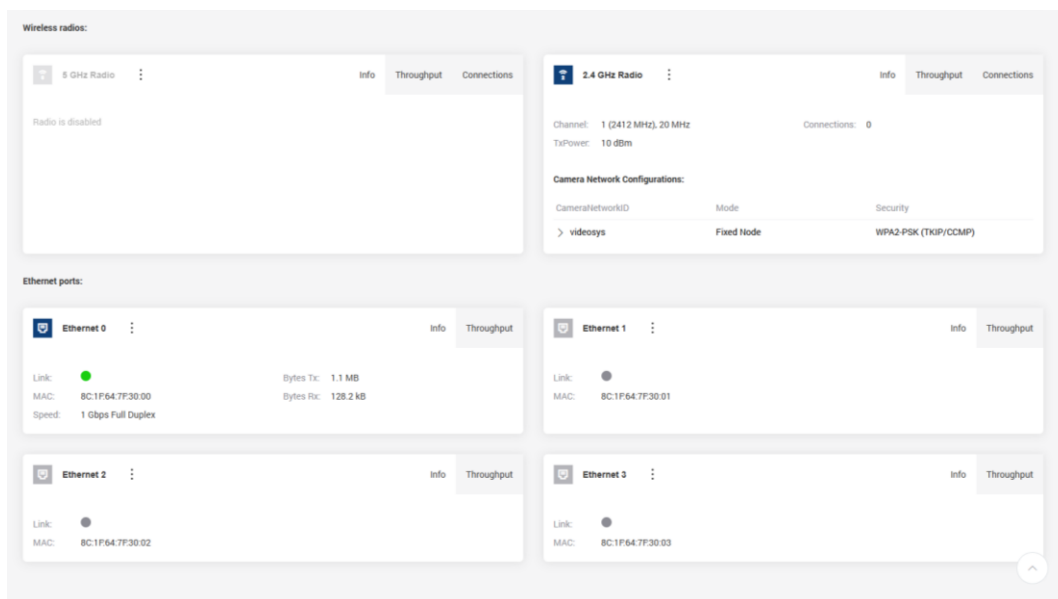 Wireless radios:
5 GHz Radio Info Throughput Connections
Radio is disabled
2.4 GHz Radio Info Throughput Connections
Channel: 1 (2412 MHz), 20 MHz Connections: 0
TxPower: 10 dBm
Camera Network Configurations:
CameraNetworkID Mode Security
videosys Fixed Node WPA2-PSK (TKIP/CCMP)
Ethernet ports:
Ethernet 0 Info Throughput
Link: Bytes Tx: 1.1 MB
MAC: 8C:1F:64:7F:30:00 Bytes Rx: 128.2 kB
Speed: 1 Gbps Full Duplex
Ethernet 1 Info Throughput
Link:
MAC: 8C:1F:64:7F:30:01
Ethernet 2 Info Throughput
Link:
MAC: 8C:1F:64:7F:30:02
Ethernet 3 Info Throughput
Link:
MAC: 8C:1F:64:7F:30:03